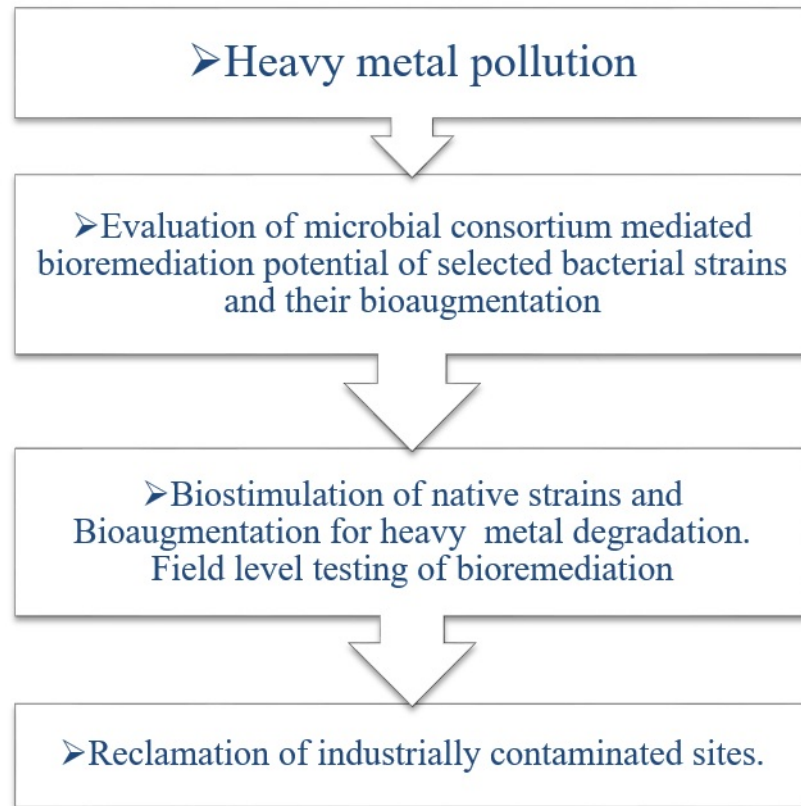 ➢Heavy metal pollution
➢Evaluation of microbial consortium mediated
bioremediation potential of selected bacterial strains
and their bioaugmentation
➢Biostimulation of native strains and
Bioaugmentation for heavy  metal degradation.
Field level testing of bioremediation
➢Reclamation of industrially contaminated sites.